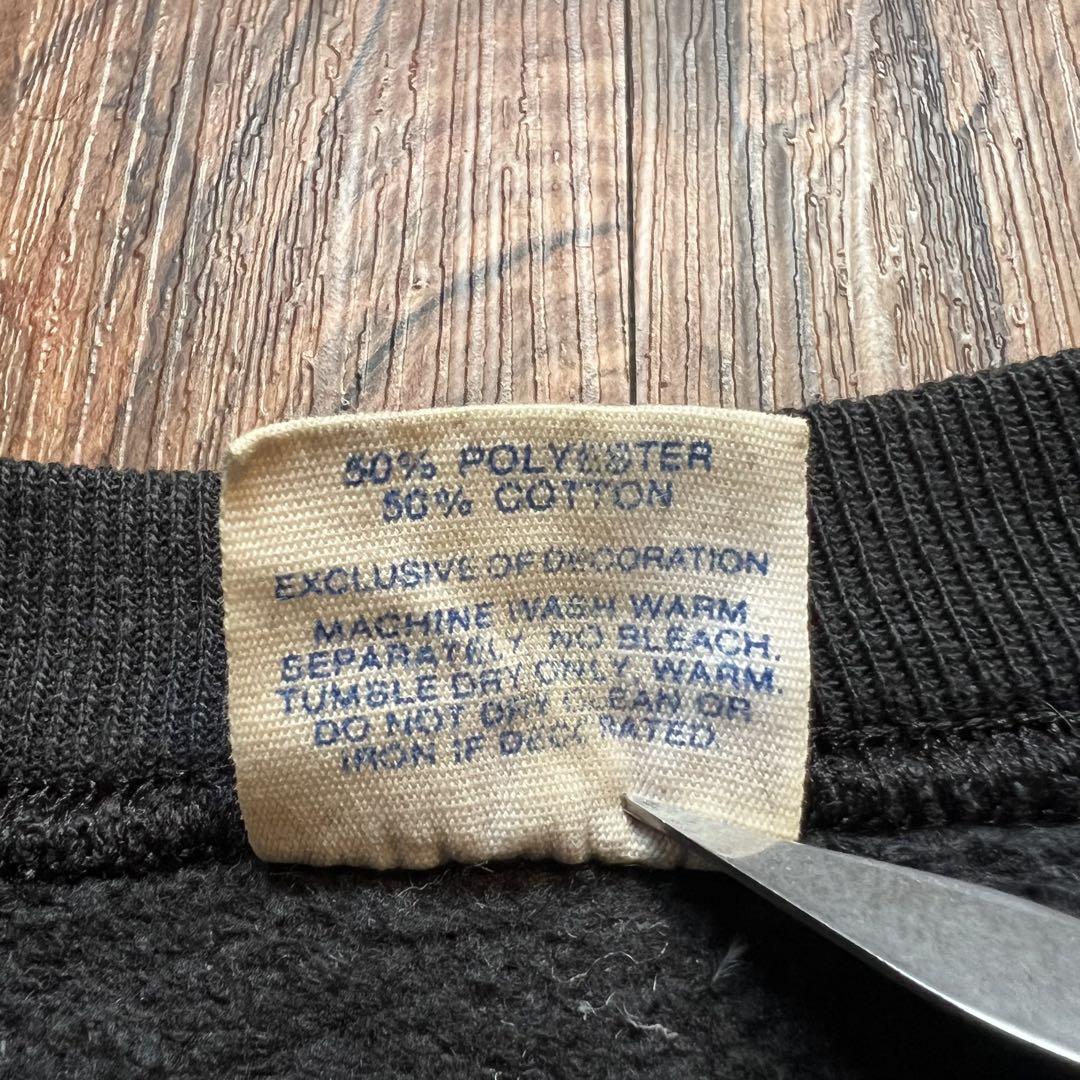 50% POLYESTER
50% COTTON
EXCLUSIVE OF DECORATION
MACHINE WASH WARM
SEPARATELY, NO BLEACH.
TUMBLE DRY ONLY, WARM.
DO NOT DRY CLEAN OR
IRON IF DECORATED.